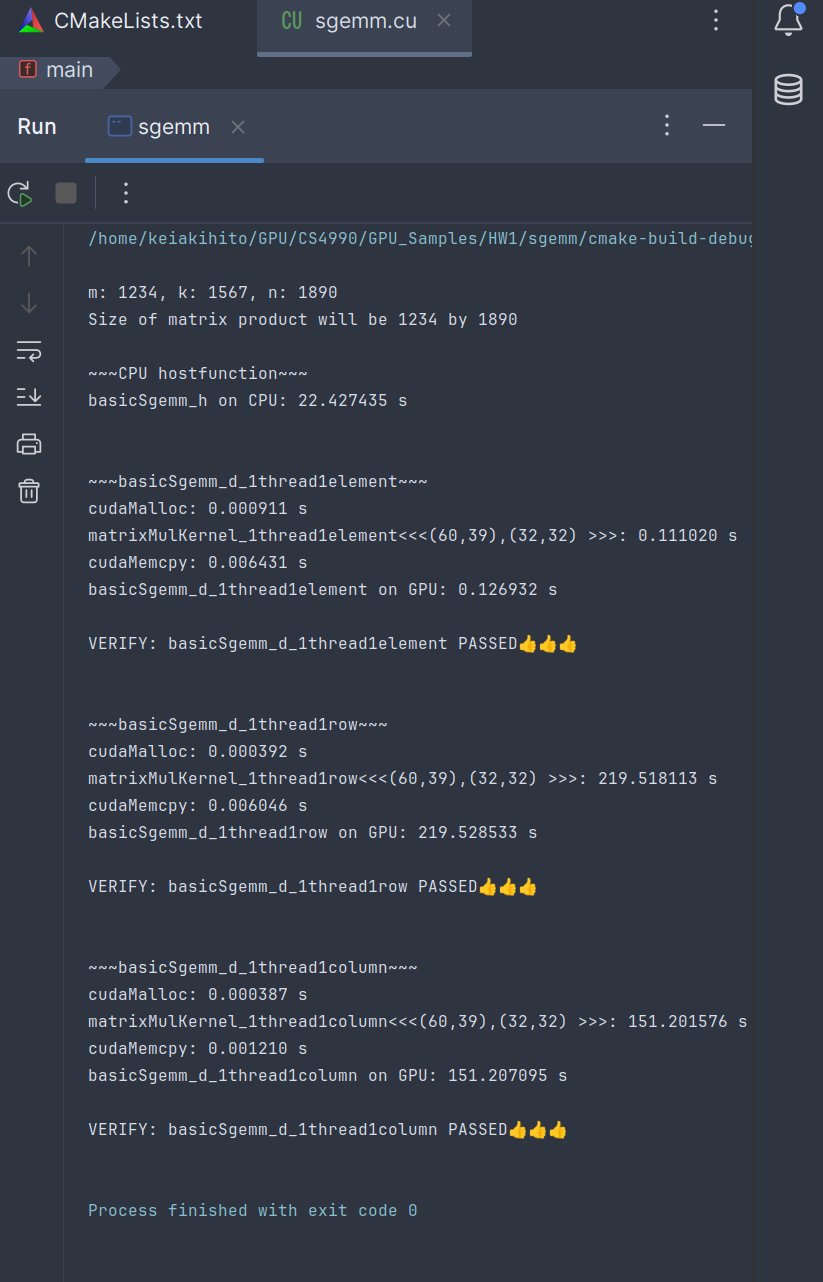 CMakeLists.txt
CU sgemm.cu
f main
Run sgemm
/home/keiakihito/GPU/CS4990/GPU_Samples/HW1/sgemm/cmake-build-debug
m: 1234, k: 1567, n: 1890
Size of matrix product will be 1234 by 1890
~~~CPU hostfunction~~~
basicSgemm_h on CPU: 22.427435 s
~~~basicSgemm_d_1thread1element~~~
cudaMalloc: 0.000911 s
matrixMulKernel_1thread1element<<<(60,39),(32,32) >>>: 0.111020 s
cudaMemcpy: 0.006431 s
basicSgemm_d_1thread1element on GPU: 0.126932 s
VERIFY: basicSgemm_d_1thread1element PASSED👍👍👍
~~~basicSgemm_d_1thread1row~~~
cudaMalloc: 0.000392 s
matrixMulKernel_1thread1row<<<(60,39),(32,32) >>>: 219.518113 s
cudaMemcpy: 0.006046 s
basicSgemm_d_1thread1row on GPU: 219.528533 s
VERIFY: basicSgemm_d_1thread1row PASSED👍👍👍
~~~basicSgemm_d_1thread1column~~~
cudaMalloc: 0.000387 s
matrixMulKernel_1thread1column<<<(60,39),(32,32) >>>: 151.201576 s
cudaMemcpy: 0.001210 s
basicSgemm_d_1thread1column on GPU: 151.207095 s
VERIFY: basicSgemm_d_1thread1column PASSED👍👍👍
Process finished with exit code 0